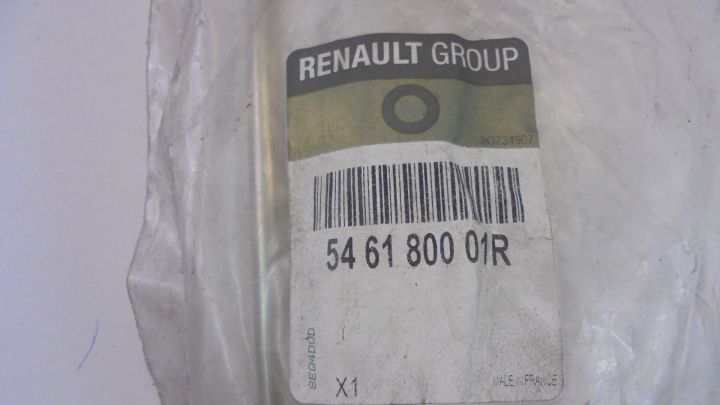 RENAULT GROUP
54 61 800 01R
X1
MADE IN FRANCE